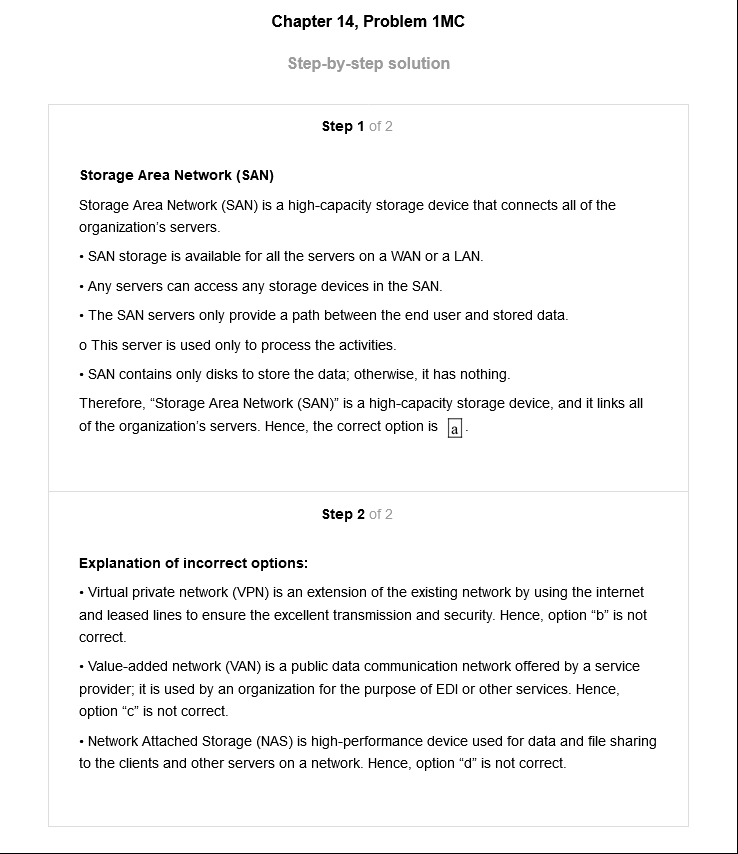 Chapter 14, Problem 1MC
Step-by-step solution
Step 1 of 2
Storage Area Network (SAN)
Storage Area Network (SAN) is a high-capacity storage device that connects all of the
organization's servers.
• SAN storage is available for all the servers on a WAN or a LAN.
• Any servers can access any storage devices in the SAN.
• The SAN servers only provide a path between the end user and stored data.
o This server is used only to process the activities.
• SAN contains only disks to store the data; otherwise, it has nothing.
Therefore, “Storage Area Network (SAN)” is a high-capacity storage device, and it links all
of the organization's servers. Hence, the correct option is a .
Step 2 of 2
Explanation of incorrect options:
• Virtual private network (VPN) is an extension of the existing network by using the internet
and leased lines to ensure the excellent transmission and security. Hence, option “b” is not
correct.
• Value-added network (VAN) is a public data communication network offered by a service
provider; it is used by an organization for the purpose of EDI or other services. Hence,
option “c” is not correct.
• Network Attached Storage (NAS) is high-performance device used for data and file sharing
to the clients and other servers on a network. Hence, option “d” is not correct.